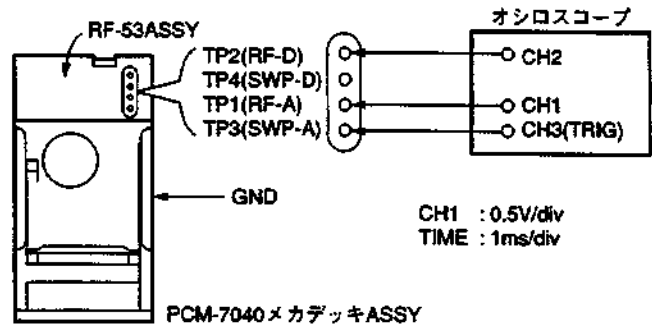 オシロスコープ
RF-53ASSY
TP2(RF-D)
CH2
TP4(SWP-D)
TP1(RF-A)
CH1
TP3(SWP-A)
CH3(TRIG)
GND
CH1 : 0.5V/div
TIME : 1ms/div
PCM-7040メカデッキASSY